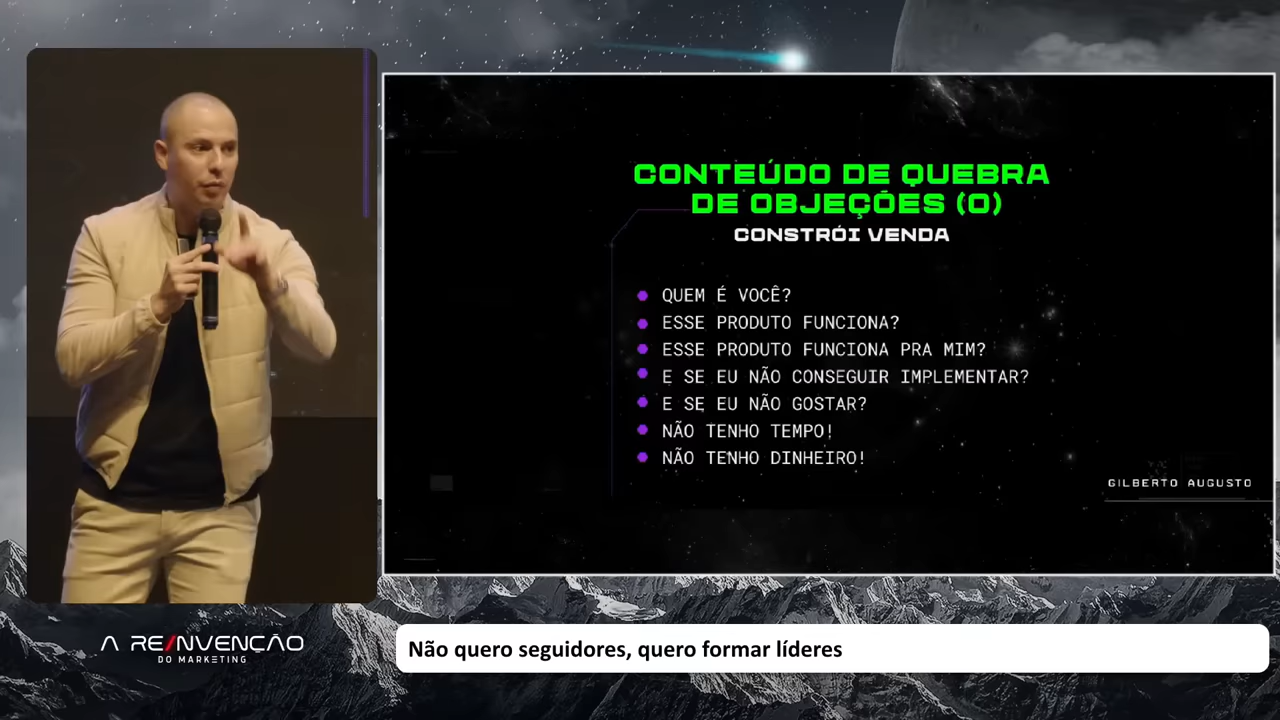 CONTEÚDO DE QUEBRA
DE OBJEÇÕES (O)
CONSTRÓI VENDA
QUEM É VOCÊ?
ESSE PRODUTO FUNCIONA?
ESSE PRODUTO FUNCIONA PRA MIM?
E SE EU NÃO CONSEGUIR IMPLEMENTAR?
E SE EU NÃO GOSTAR?
NÃO TENHO TEMPO!
NÃO TENHO DINHEIRO!
GILBERTO AUGUSTO
A RE/NVENÇÃO
DO MARKETING
Não quero seguidores, quero formar líderes